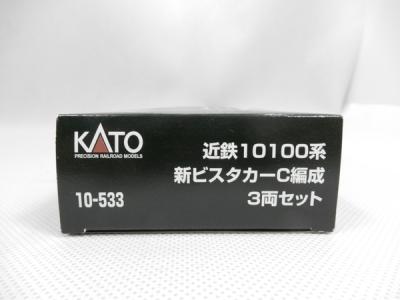 KATO
PRECISION RAILROAD MODELS
10-533
近鉄10100系
新ビスタカーC編成
3両セット